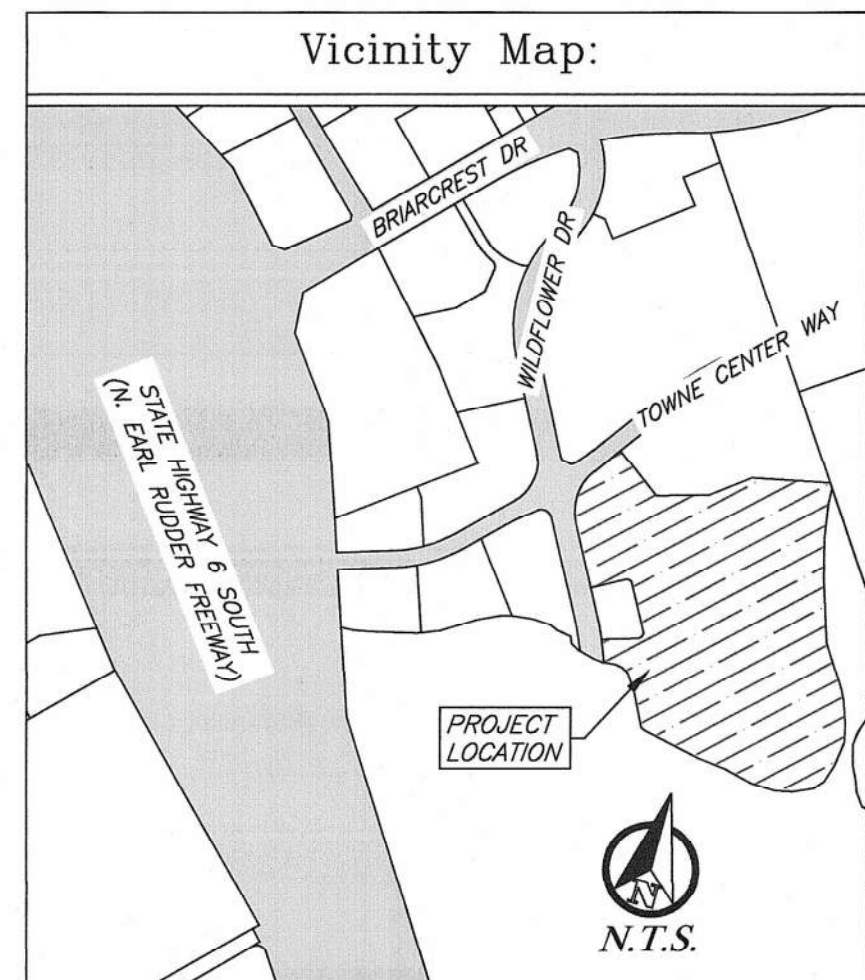 Vicinity Map:
BRIARCREST DR
WILDFLOWER DR
TOWNE CENTER WAY
STATE HIGHWAY 6 SOUTH
(N. EARL RUDDER FREEWAY)
PROJECT
LOCATION
N
N.T.S.